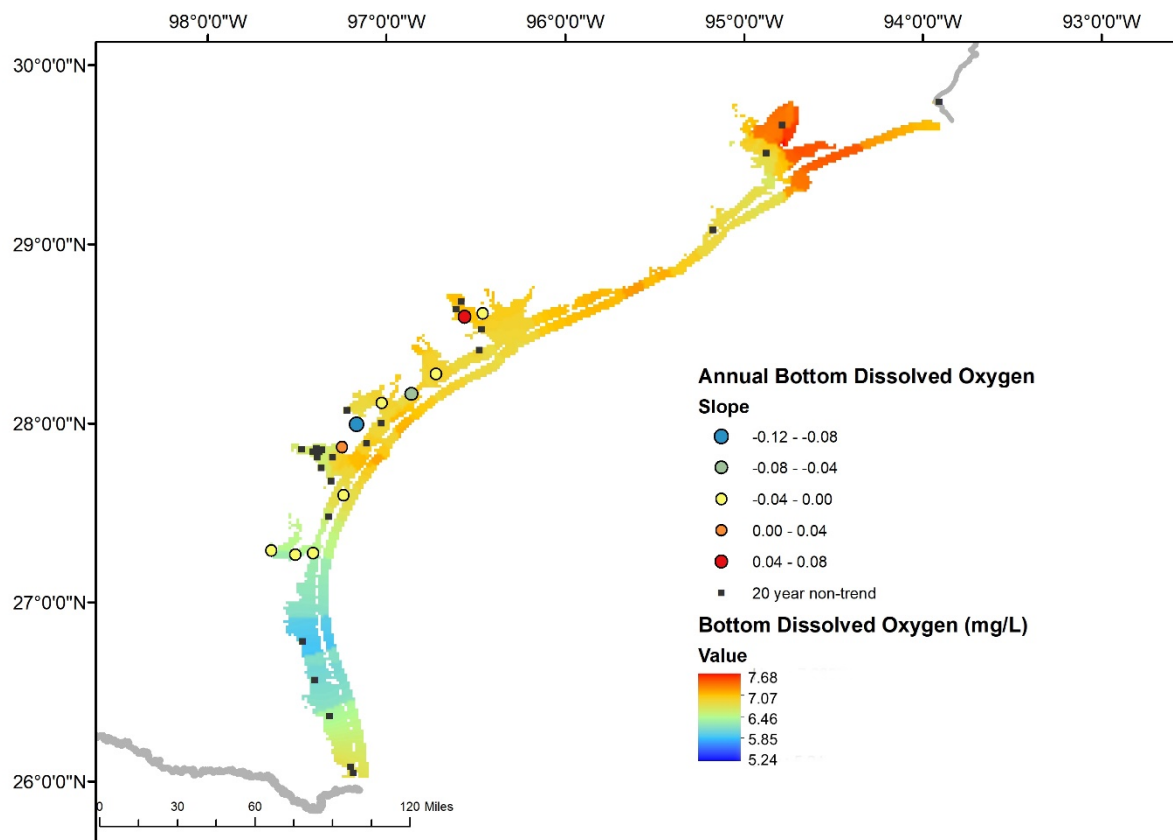 98°0'0"W 97°0'0"W 96°0'0"W 95°0'0"W 94°0'0"W 93°0'0"W
30°0'0"N
29°0'0"N
28°0'0"N
27°0'0"N
26°0'0"N
Annual Bottom Dissolved Oxygen
Slope
-0.12 - -0.08
-0.08 - -0.04
-0.04 - 0.00
0.00 - 0.04
0.04 - 0.08
20 year non-trend
Bottom Dissolved Oxygen (mg/L)
Value
7.68
7.07
6.46
5.85
5.24
0 30 60 120 Miles